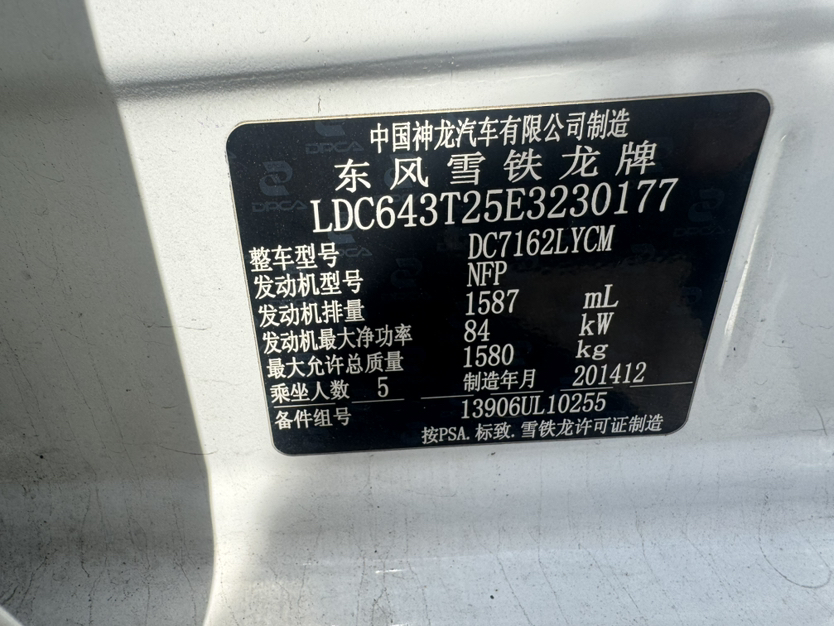 中国神龙汽车有限公司制造
东风雪铁龙牌
LDC643T25E3230177
整车型号 DC7162LYCM
发动机型号 NFP
发动机排量 1587 mL
发动机最大净功率 84 kW
最大允许总质量 1580 kg
乘坐人数 5 制造年月 201412
备件组号 13906UL10255
按PSA.标致.雪铁龙许可证制造
DPCA
DPCA
DPCA